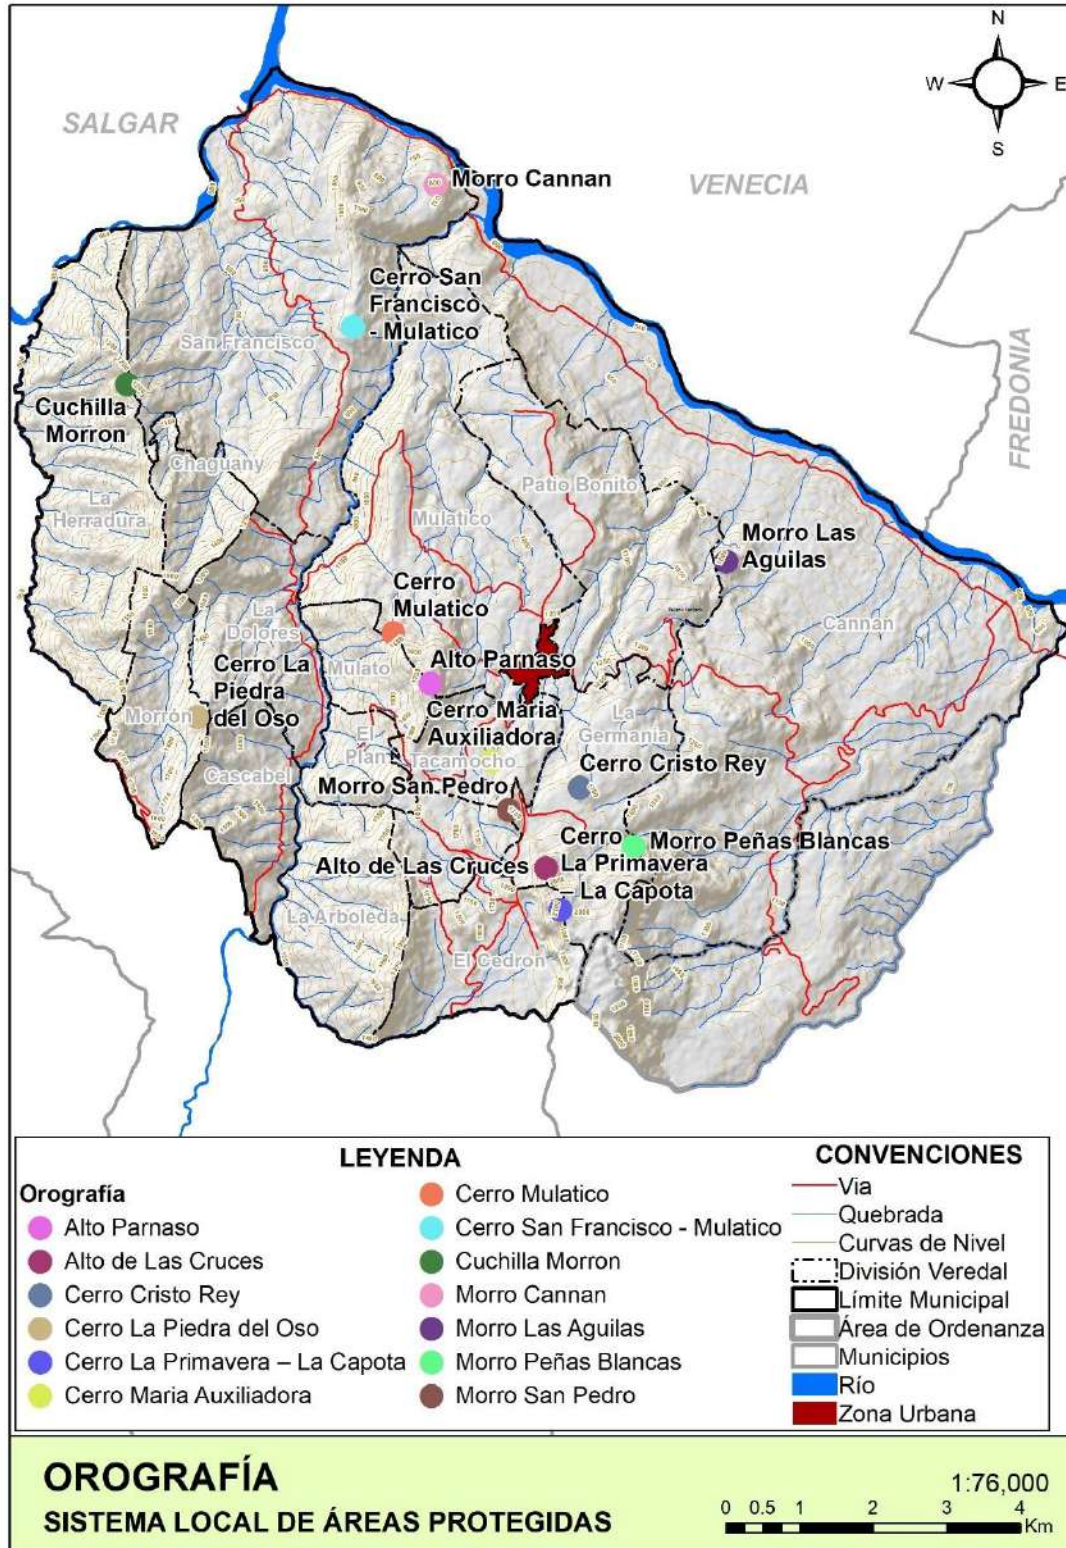 N
W
E
S
SALGAR
VENECIA
FREDONIA
Morro Cannan
Cerro San
Francisco
- Mulatico
San Francisco
Cuchilla
Morron
Chaguany
La
Herradura
Patio Bonito
Mulatico
Morro Las
Aguilas
Cannan
Cerro
Mulatico
La
Dolores
Mulato
Alto Parnaso
Cerro La
Piedra
del Oso
Morron
Cascabel
Cerro Maria
Auxiliadora
La
Germania
El
Plan
Tacamocho
Cerro Cristo Rey
Morro San Pedro
Cerro
La Primavera
– La Capota
Morro Peñas Blancas
Alto de Las Cruces
La Arboleda
El Cedron
LEYENDA
Orografía
Alto Parnaso
Alto de Las Cruces
Cerro Cristo Rey
Cerro La Piedra del Oso
Cerro La Primavera – La Capota
Cerro Maria Auxiliadora
Cerro Mulatico
Cerro San Francisco - Mulatico
Cuchilla Morron
Morro Cannan
Morro Las Aguilas
Morro Peñas Blancas
Morro San Pedro
CONVENCIONES
Via
Quebrada
Curvas de Nivel
División Veredal
Límite Municipal
Área de Ordenanza
Municipios
Río
Zona Urbana
OROGRAFÍA
SISTEMA LOCAL DE ÁREAS PROTEGIDAS
1:76,000
0 0.5 1 2 3 4
Km